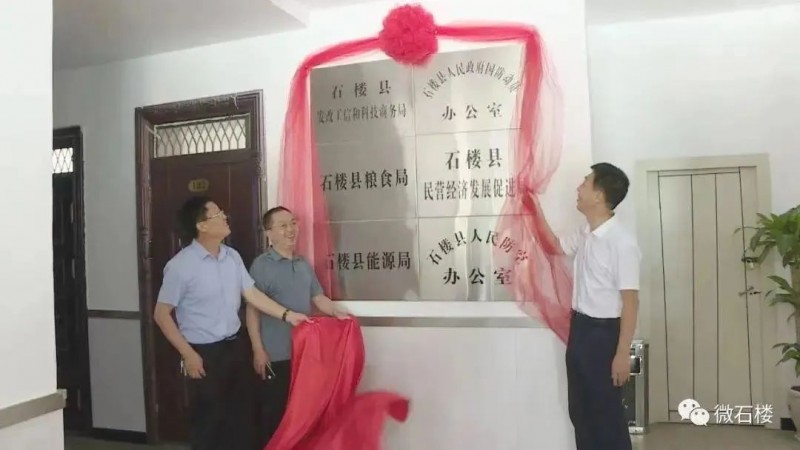 石楼县
发改工信和科技商务局
石楼县人民政府国防动员
办公室
石楼县粮食局
石楼县
民营经济发展促进
石楼县能源局
石楼县人民防空
办公室
微石楼